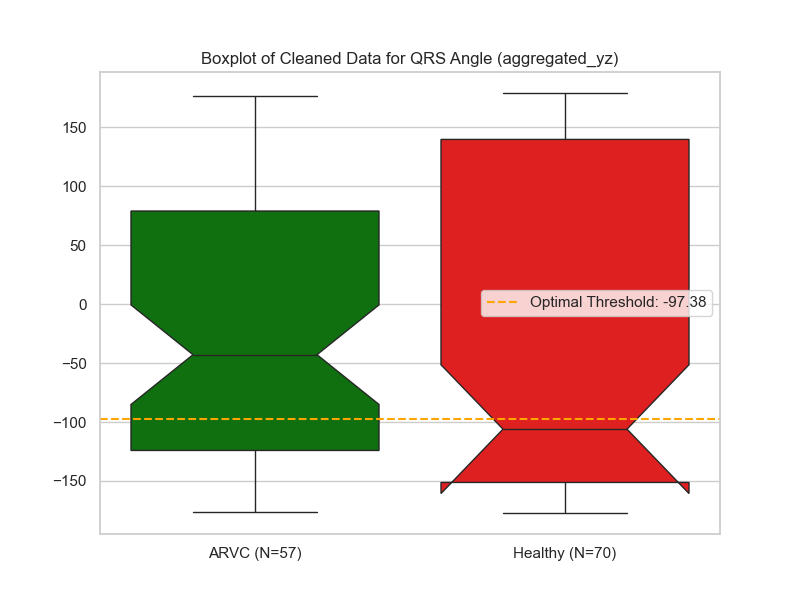 Boxplot of Cleaned Data for QRS Angle (aggregated_yz)
150
100
50
0
−50
−100
−150
Optimal Threshold: -97.38
ARVC (N=57)
Healthy (N=70)